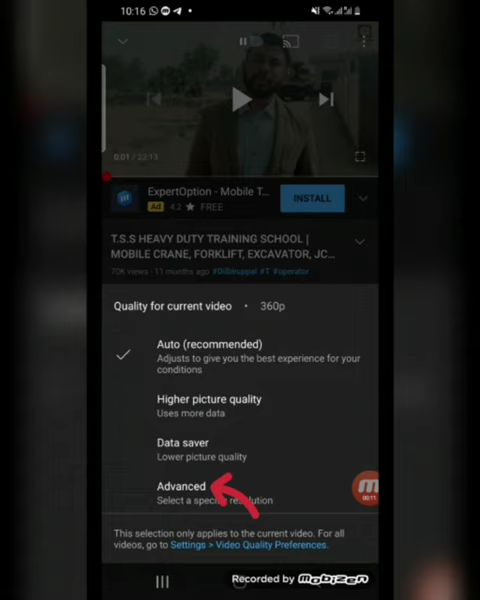 10:16
0:01 / 22:13
ExpertOption - Mobile T...
Ad 4.2 ★ FREE
INSTALL
T.S.S HEAVY DUTY TRAINING SCHOOL |
MOBILE CRANE, FORKLIFT, EXCAVATOR, JC...
70K views · 11 months ago #Dilbiruppal #T #operator
Quality for current video • 360p
Auto (recommended)
Adjusts to give you the best experience for your
conditions
Higher picture quality
Uses more data
Data saver
Lower picture quality
Advanced
Select a specific resolution
00:11
This selection only applies to the current video. For all
videos, go to Settings > Video Quality Preferences.
Recorded by MOBIZEN